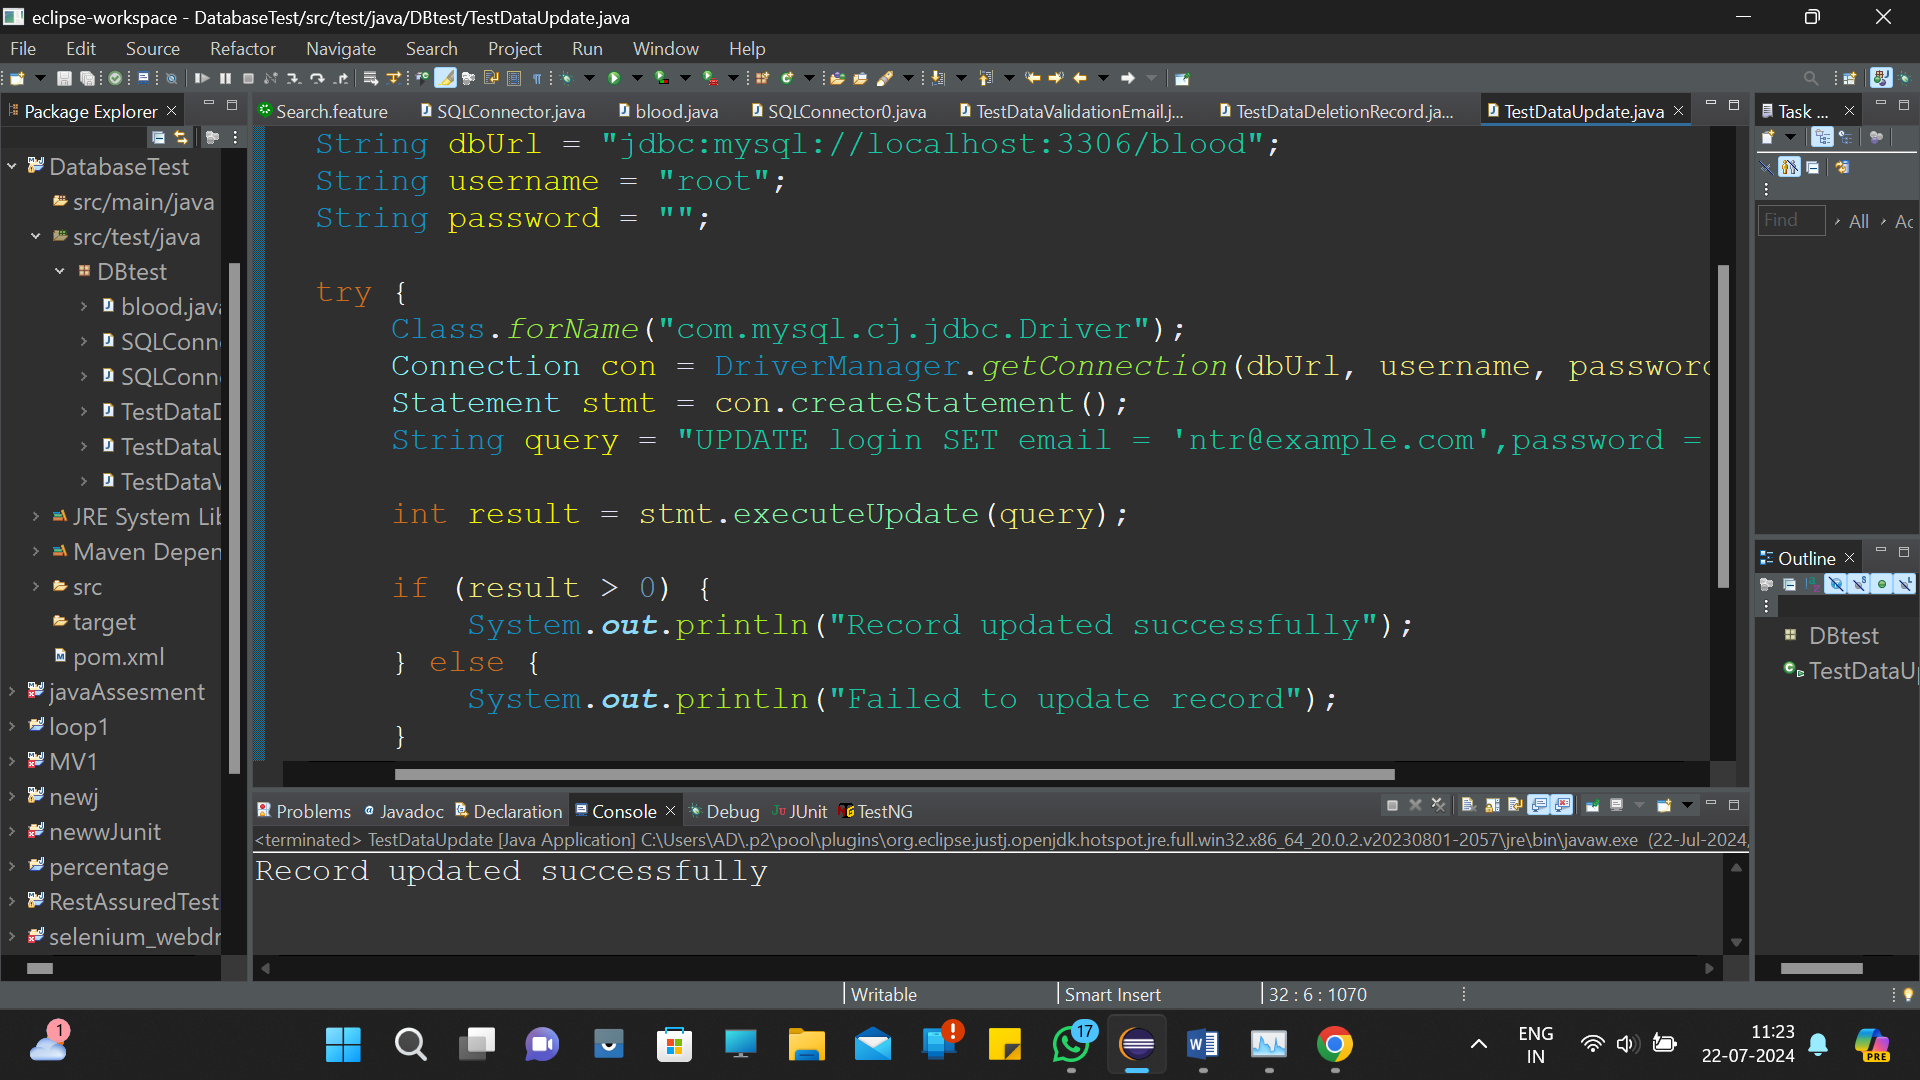 eclipse-workspace - DatabaseTest/src/test/java/DBtest/TestDataUpdate.java
File Edit Source Refactor Navigate Search Project Run Window Help
Package Explorer
Search.feature SQLConnector.java blood.java SQLConnector0.java TestDataValidationEmail.j... TestDataDeletionRecord.ja... TestDataUpdate.java
Task ...
Find All Ac
DatabaseTest
src/main/java
src/test/java
DBtest
blood.java
SQLConn
SQLConn
TestDataD
TestDataU
TestDataV
JRE System Lib
Maven Depen
src
target
pom.xml
javaAssesment
loop1
MV1
newj
newwJunit
percentage
RestAssuredTest
selenium_webdr
String dbUrl = "jdbc:mysql://localhost:3306/blood";
String username = "root";
String password = "";
try {
Class.forName("com.mysql.cj.jdbc.Driver");
Connection con = DriverManager.getConnection(dbUrl, username, password
Statement stmt = con.createStatement();
String query = "UPDATE login SET email = 'ntr@example.com',password =
int result = stmt.executeUpdate(query);
if (result > 0) {
System.out.println("Record updated successfully");
} else {
System.out.println("Failed to update record");
}
Outline
DBtest
TestDataUp
Problems Javadoc Declaration Console Debug JUnit TestNG
<terminated> TestDataUpdate [Java Application] C:\Users\AD\.p2\pool\plugins\org.eclipse.justj.openjdk.hotspot.jre.full.win32.x86_64_20.0.2.v20230801-2057\jre\bin\javaw.exe (22-Jul-2024,
Record updated successfully
Writable Smart Insert 32 : 6 : 1070
1
17
ENG
IN
11:23
22-07-2024
PRE